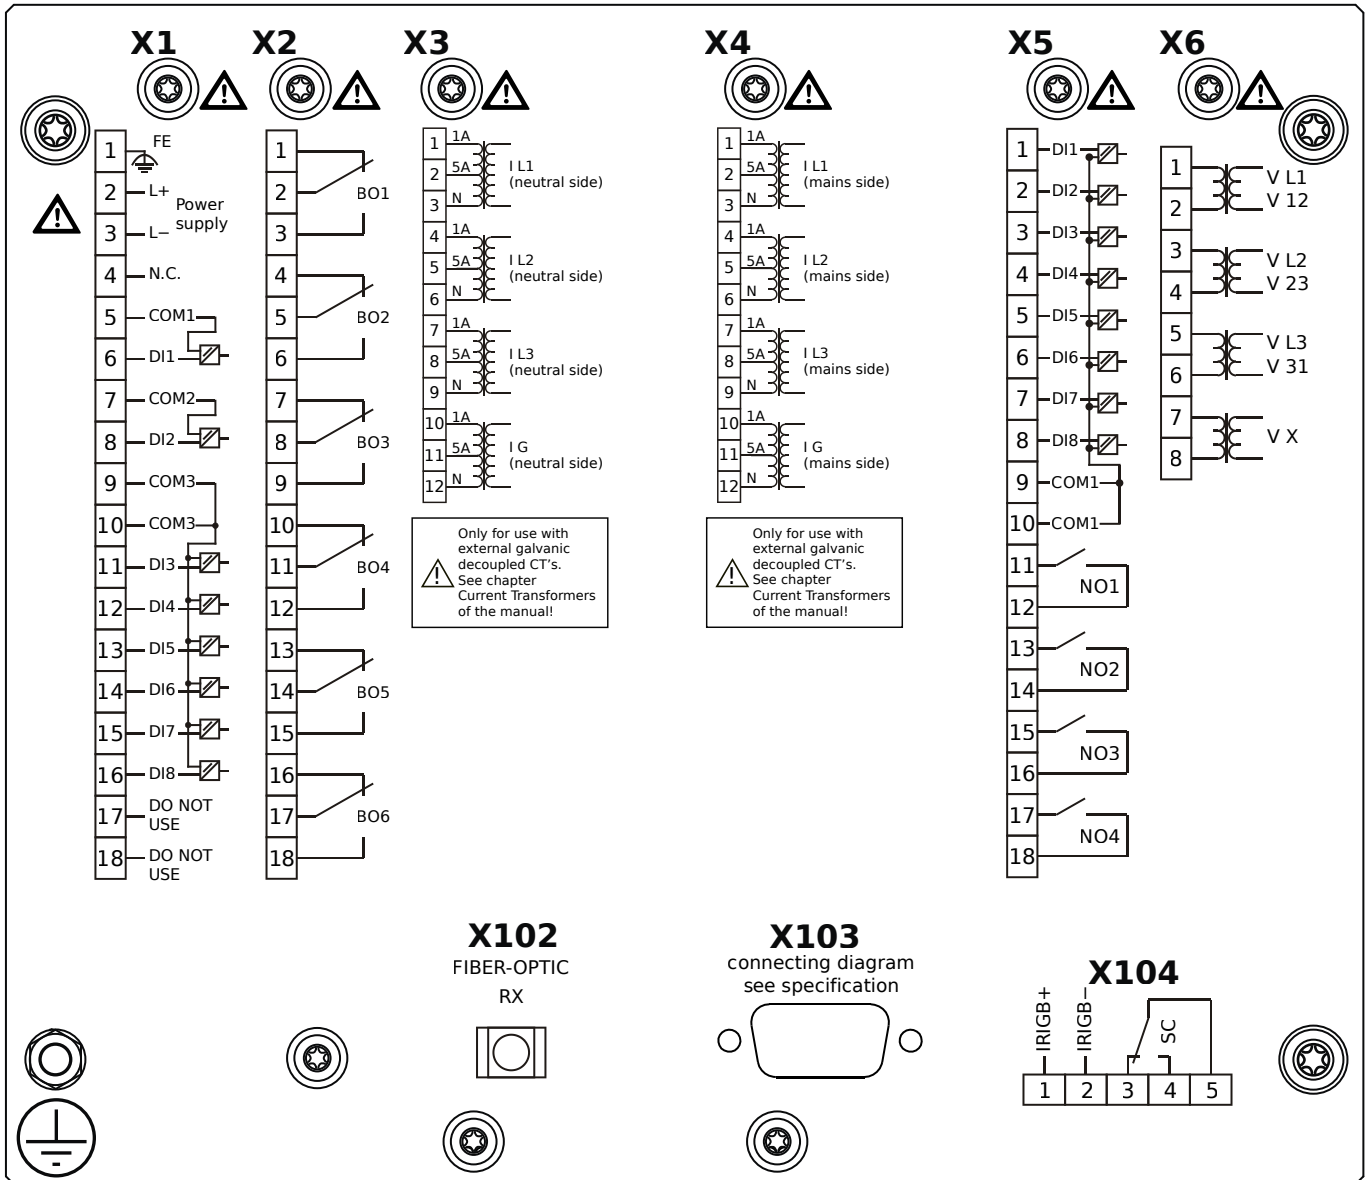 X1
1 FE
2 L+
Power
supply
3 L−
4 N.C.
5 COM1
6 DI1
7 COM2
8 DI2
9 COM3
10 COM3
11 DI3
12 DI4
13 DI5
14 DI6
15 DI7
16 DI8
17 DO NOT
USE
18 DO NOT
USE
X2
1
2 BO1
3
4
5 BO2
6
7
8 BO3
9
10
11 BO4
12
13
14 BO5
15
16
17 BO6
18
X3
1 1A
2 5A I L1
(neutral side)
3 N
4 1A
5 5A I L2
(neutral side)
6 N
7 1A
8 5A I L3
(neutral side)
9 N
10 1A
11 5A I G
(neutral side)
12 N
Only for use with
external galvanic
decoupled CT's.
See chapter
Current Transformers
of the manual!
X4
1 1A
2 5A I L1
(mains side)
3 N
4 1A
5 5A I L2
(mains side)
6 N
7 1A
8 5A I L3
(mains side)
9 N
10 1A
11 5A I G
(mains side)
12 N
Only for use with
external galvanic
decoupled CT's.
See chapter
Current Transformers
of the manual!
X5
1 DI1
2 DI2
3 DI3
4 DI4
5 DI5
6 DI6
7 DI7
8 DI8
9 COM1
10 COM1
11
NO1
12
13
NO2
14
15
NO3
16
17
NO4
18
X6
1 V L1
2 V 12
3 V L2
4 V 23
5 V L3
6 V 31
7
V X
8
X102
FIBER-OPTIC
RX
X103
connecting diagram
see specification
X104
IRIGB+
IRIGB−
SC
1 2 3 4 5